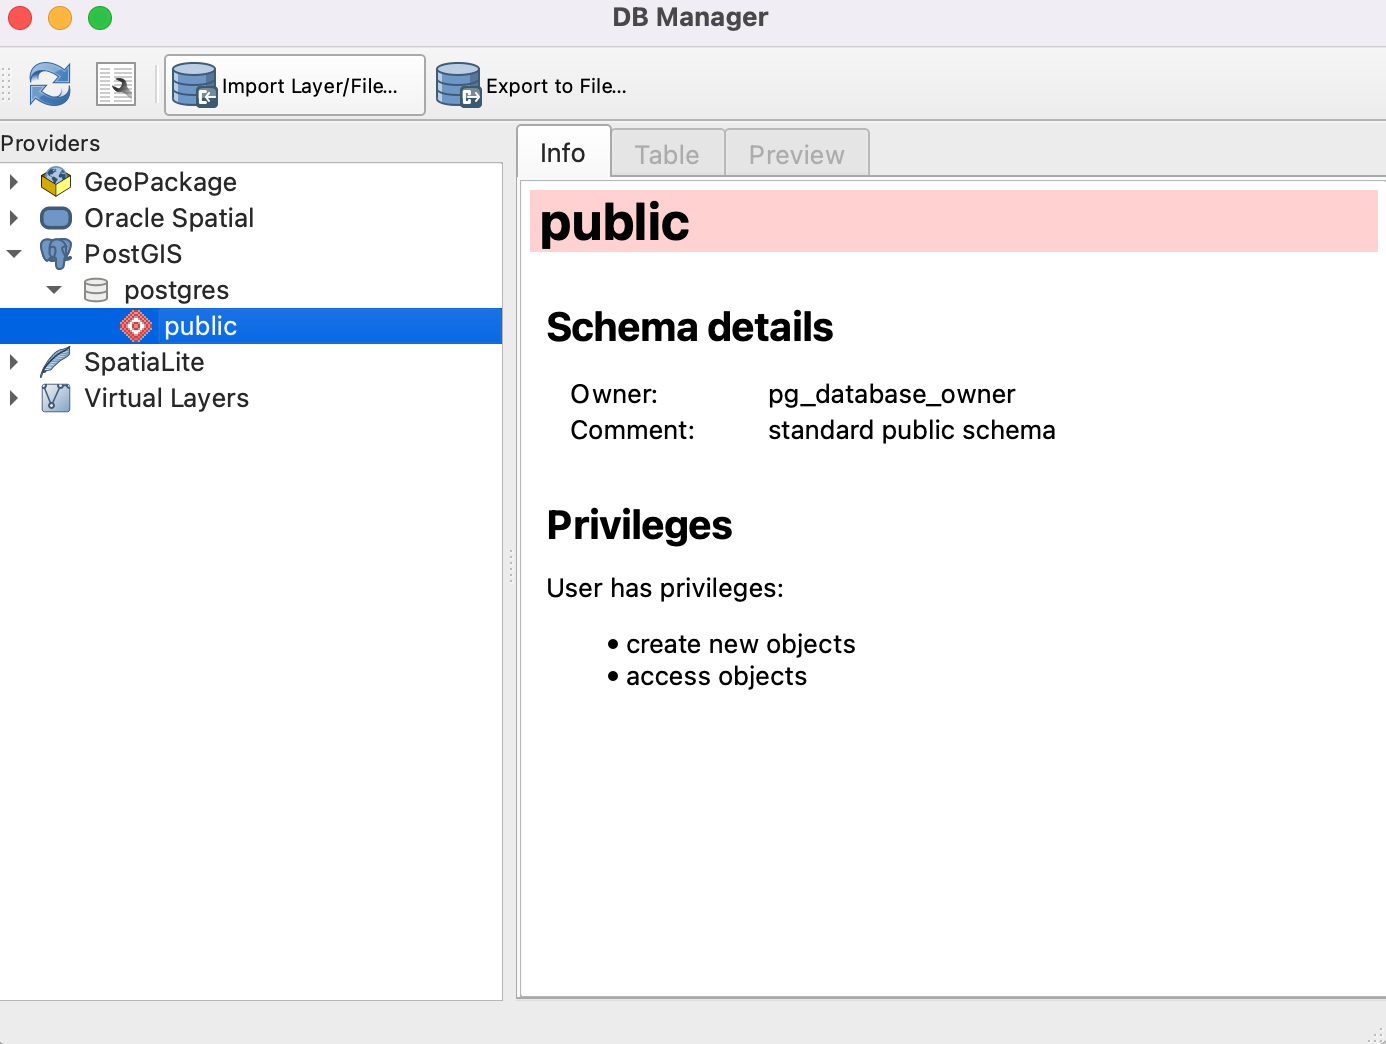 DB Manager
Import Layer/File...
Export to File...
Providers
GeoPackage
Oracle Spatial
PostGIS
postgres
public
SpatiaLite
Virtual Layers
Info
Table
Preview
public
Schema details
Owner: pg_database_owner
Comment: standard public schema
Privileges
User has privileges:
• create new objects
• access objects